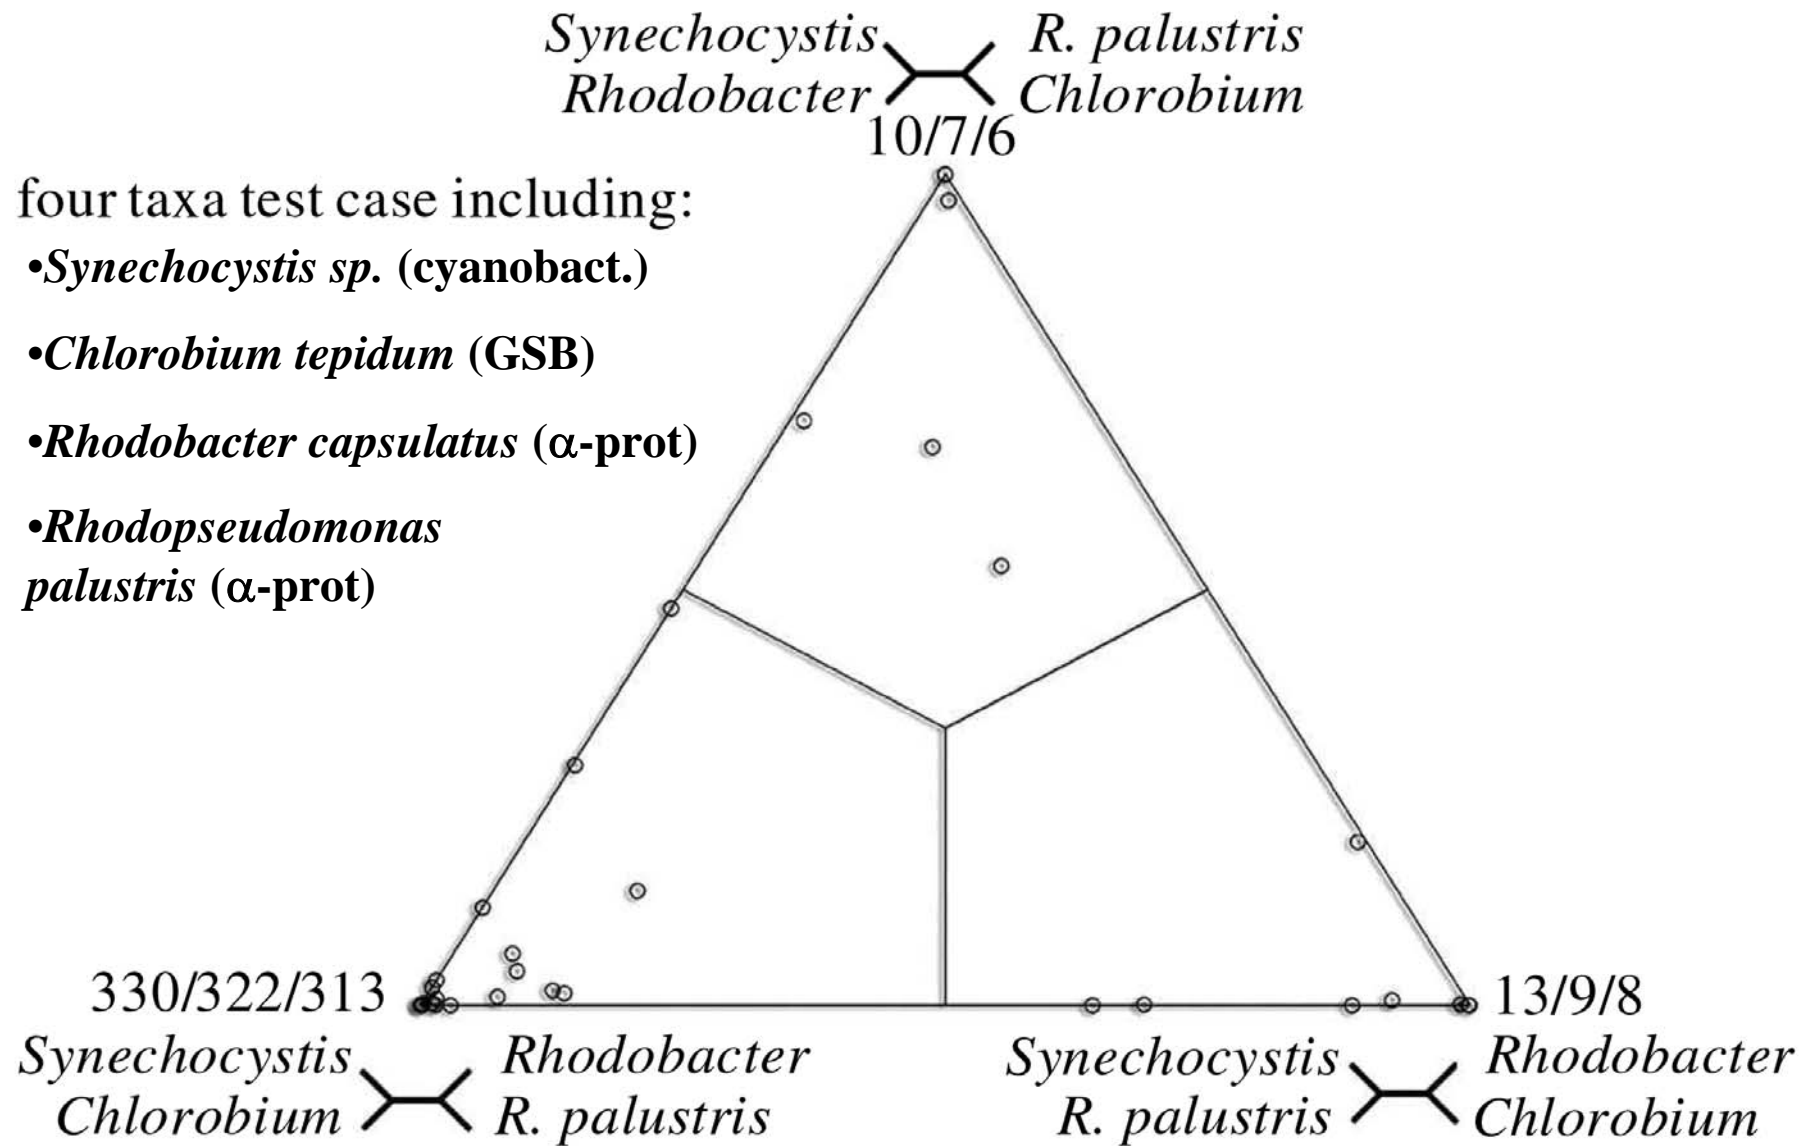 Synechocystis R. palustris
Rhodobacter Chlorobium
10/7/6
four taxa test case including:
•Synechocystis sp. (cyanobact.)
•Chlorobium tepidum (GSB)
•Rhodobacter capsulatus (α-prot)
•Rhodopseudomonas
palustris (α-prot)
330/322/313 13/9/8
Synechocystis Rhodobacter Synechocystis Rhodobacter
Chlorobium R. palustris R. palustris Chlorobium